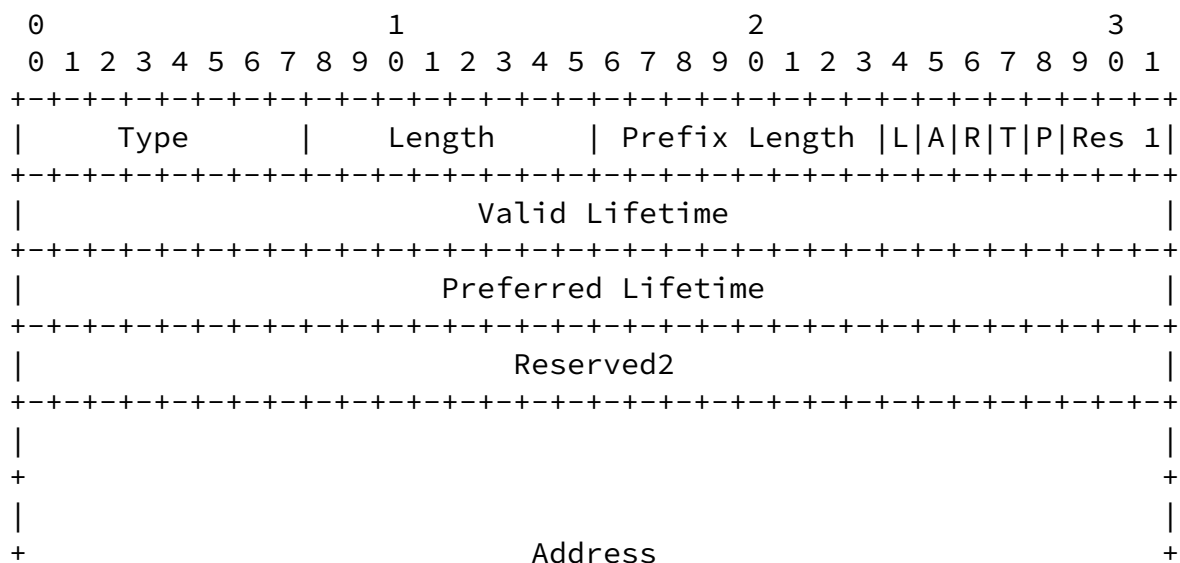 0                   1                   2                   3
 0 1 2 3 4 5 6 7 8 9 0 1 2 3 4 5 6 7 8 9 0 1 2 3 4 5 6 7 8 9 0 1
+-+-+-+-+-+-+-+-+-+-+-+-+-+-+-+-+-+-+-+-+-+-+-+-+-+-+-+-+-+-+-+-+
|      Type     |    Length     | Prefix Length |L|A|R|T|P|Res 1|
+-+-+-+-+-+-+-+-+-+-+-+-+-+-+-+-+-+-+-+-+-+-+-+-+-+-+-+-+-+-+-+-+
|                         Valid Lifetime                        |
+-+-+-+-+-+-+-+-+-+-+-+-+-+-+-+-+-+-+-+-+-+-+-+-+-+-+-+-+-+-+-+-+
|                       Preferred Lifetime                      |
+-+-+-+-+-+-+-+-+-+-+-+-+-+-+-+-+-+-+-+-+-+-+-+-+-+-+-+-+-+-+-+-+
|                           Reserved2                           |
+-+-+-+-+-+-+-+-+-+-+-+-+-+-+-+-+-+-+-+-+-+-+-+-+-+-+-+-+-+-+-+-+
|                                                               |
+                                                               +
|                                                               |
+                            Address                            +